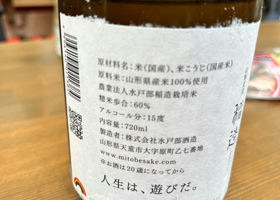 原材料名：米（国産）、米こうじ（国産米）
原料米：山形県産米100％使用
農業法人水戸部稲造栽培米
精米歩合：60％
アルコール分：15度
内容量：720ml
製造者：株式会社水戸部酒造
山形県天童市大字原町乙七番地
www.mitobesake.com
※お酒は20歳になってから
人生は、遊びだ。